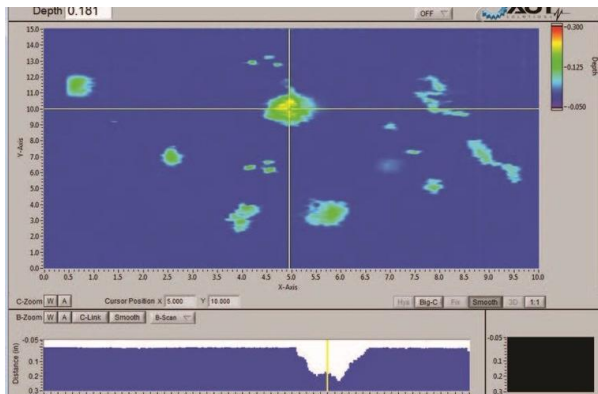 Depth 0.181
OFF
AUT
SOLUTIONS
15.0
14.0
13.0
12.0
11.0
10.0
9.0
8.0
7.0
6.0
5.0
4.0
3.0
2.0
1.0
0.0
Y-Axis
0.0 0.5 1.0 1.5 2.0 2.5 3.0 3.5 4.0 4.5 5.0 5.5 6.0 6.5 7.0 7.5 8.0 8.5 9.0 9.5 10.0
X-Axis
-0.300
-0.125
-0.050
Depth
C-Zoom W A Cursor Position X 5.000 Y 10.000 Big-C Smooth 3D 1:1
B-Zoom W A C-Link Smooth B-Scan
Distance (in)
-0.05
0.1
0.2
0.3
-0.05
0.1
0.2
0.3